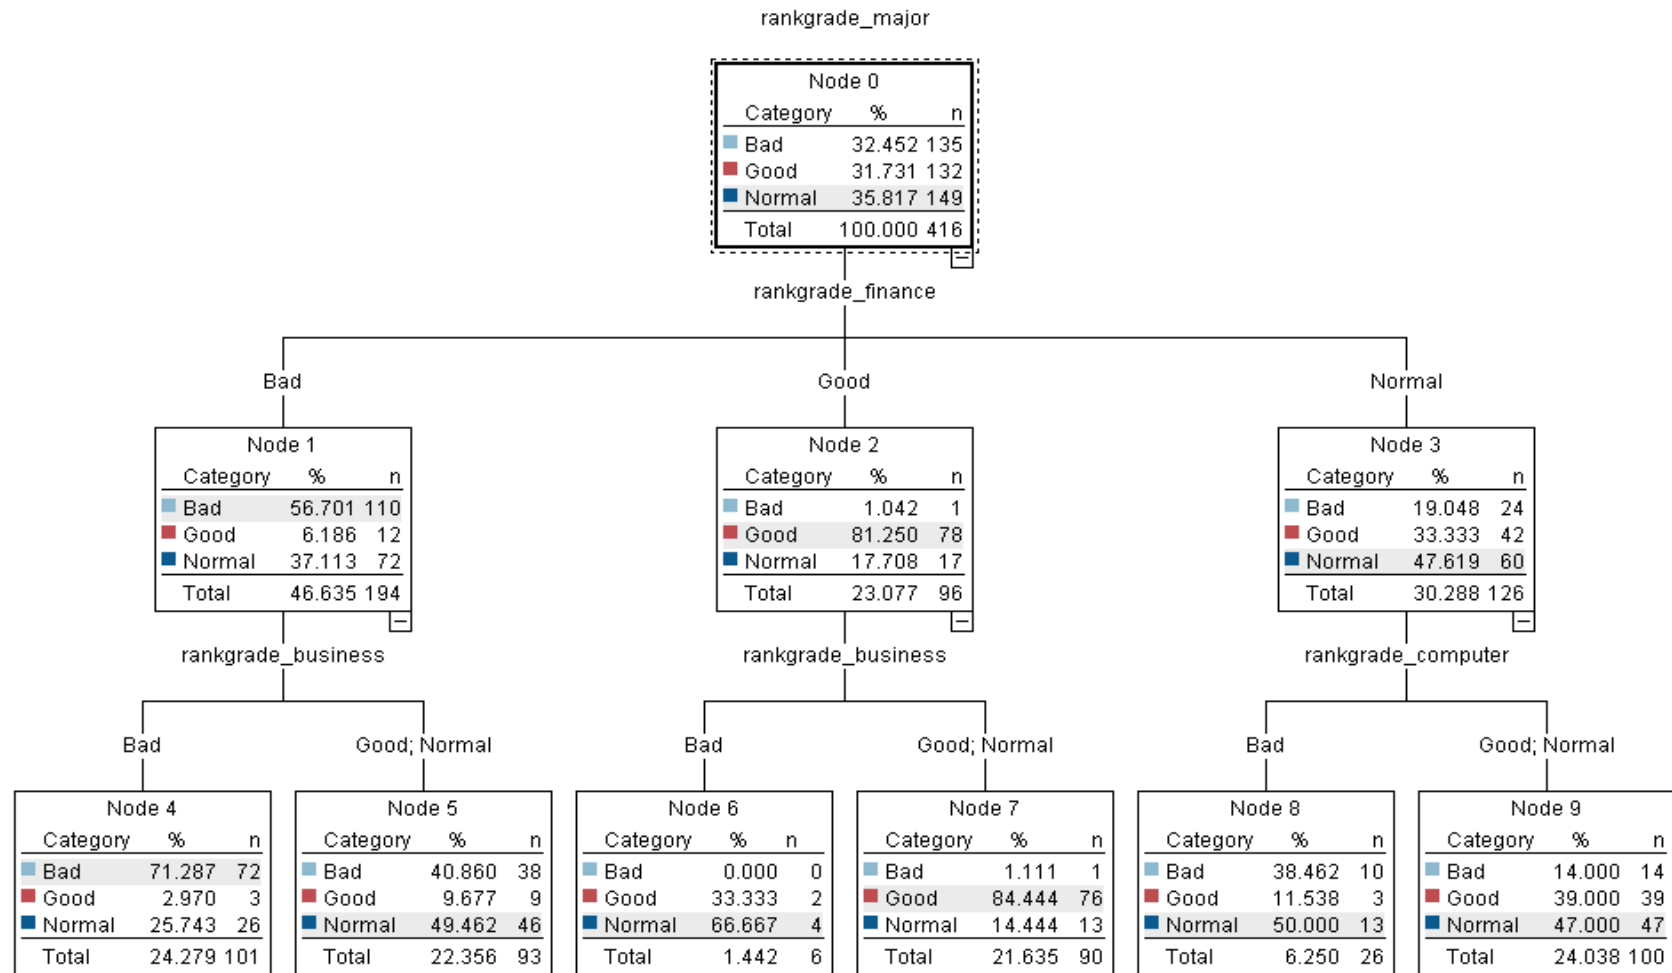 rankgrade_major
Node 0
Category % n
Bad 32.452 135
Good 31.731 132
Normal 35.817 149
Total 100.000 416
rankgrade_finance
Bad
Good
Normal
Node 1
Category % n
Bad 56.701 110
Good 6.186 12
Normal 37.113 72
Total 46.635 194
Node 2
Category % n
Bad 1.042 1
Good 81.250 78
Normal 17.708 17
Total 23.077 96
Node 3
Category % n
Bad 19.048 24
Good 33.333 42
Normal 47.619 60
Total 30.288 126
rankgrade_business
rankgrade_business
rankgrade_computer
Bad
Good; Normal
Bad
Good; Normal
Bad
Good; Normal
Node 4
Category % n
Bad 71.287 72
Good 2.970 3
Normal 25.743 26
Total 24.279 101
Node 5
Category % n
Bad 40.860 38
Good 9.677 9
Normal 49.462 46
Total 22.356 93
Node 6
Category % n
Bad 0.000 0
Good 33.333 2
Normal 66.667 4
Total 1.442 6
Node 7
Category % n
Bad 1.111 1
Good 84.444 76
Normal 14.444 13
Total 21.635 90
Node 8
Category % n
Bad 38.462 10
Good 11.538 3
Normal 50.000 13
Total 6.250 26
Node 9
Category % n
Bad 14.000 14
Good 39.000 39
Normal 47.000 47
Total 24.038 100